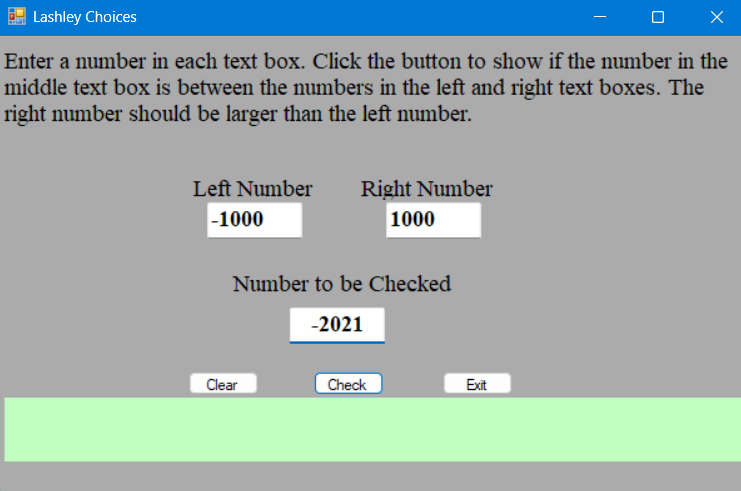 Lashley Choices
Enter a number in each text box. Click the button to show if the number in the
middle text box is between the numbers in the left and right text boxes. The
right number should be larger than the left number.
Left Number Right Number
-1000 1000
Number to be Checked
-2021
Clear Check Exit